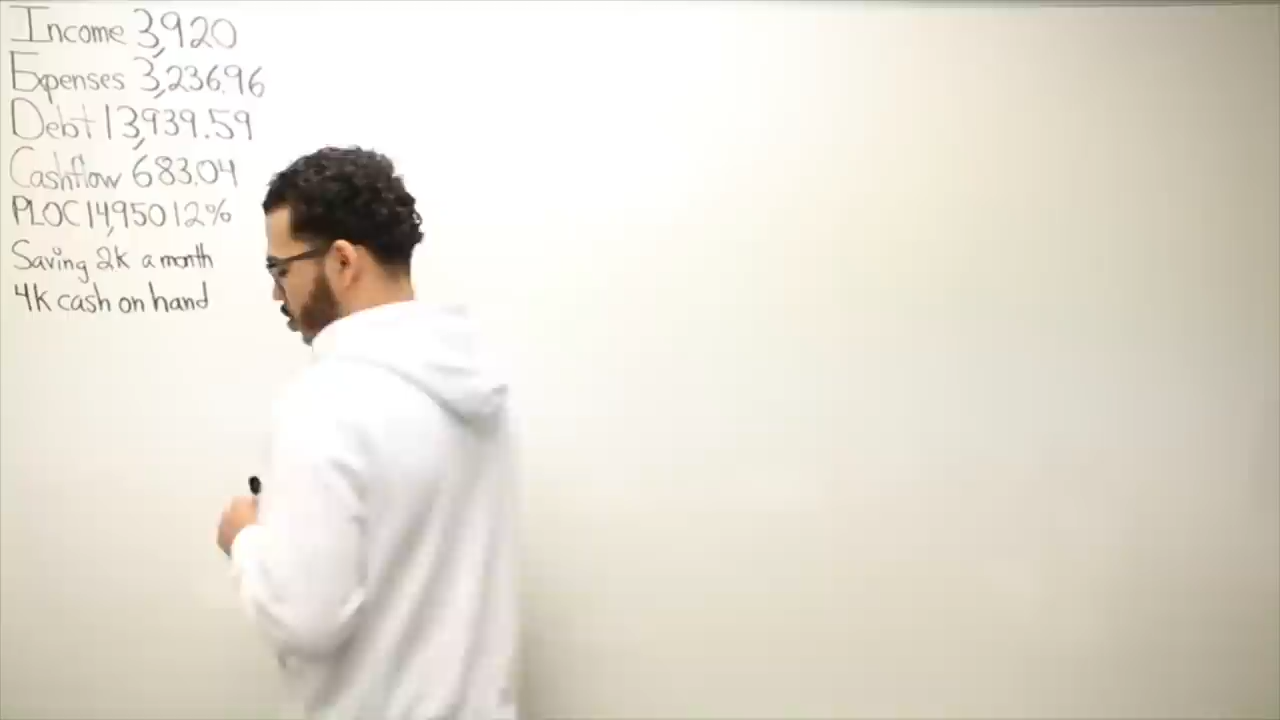 Income 3,920
Expenses 3,236.96
Debt 13,939.59
Cashflow 683.04
PLOC 14,950 12%
Saving 2k a month
4k cash on hand